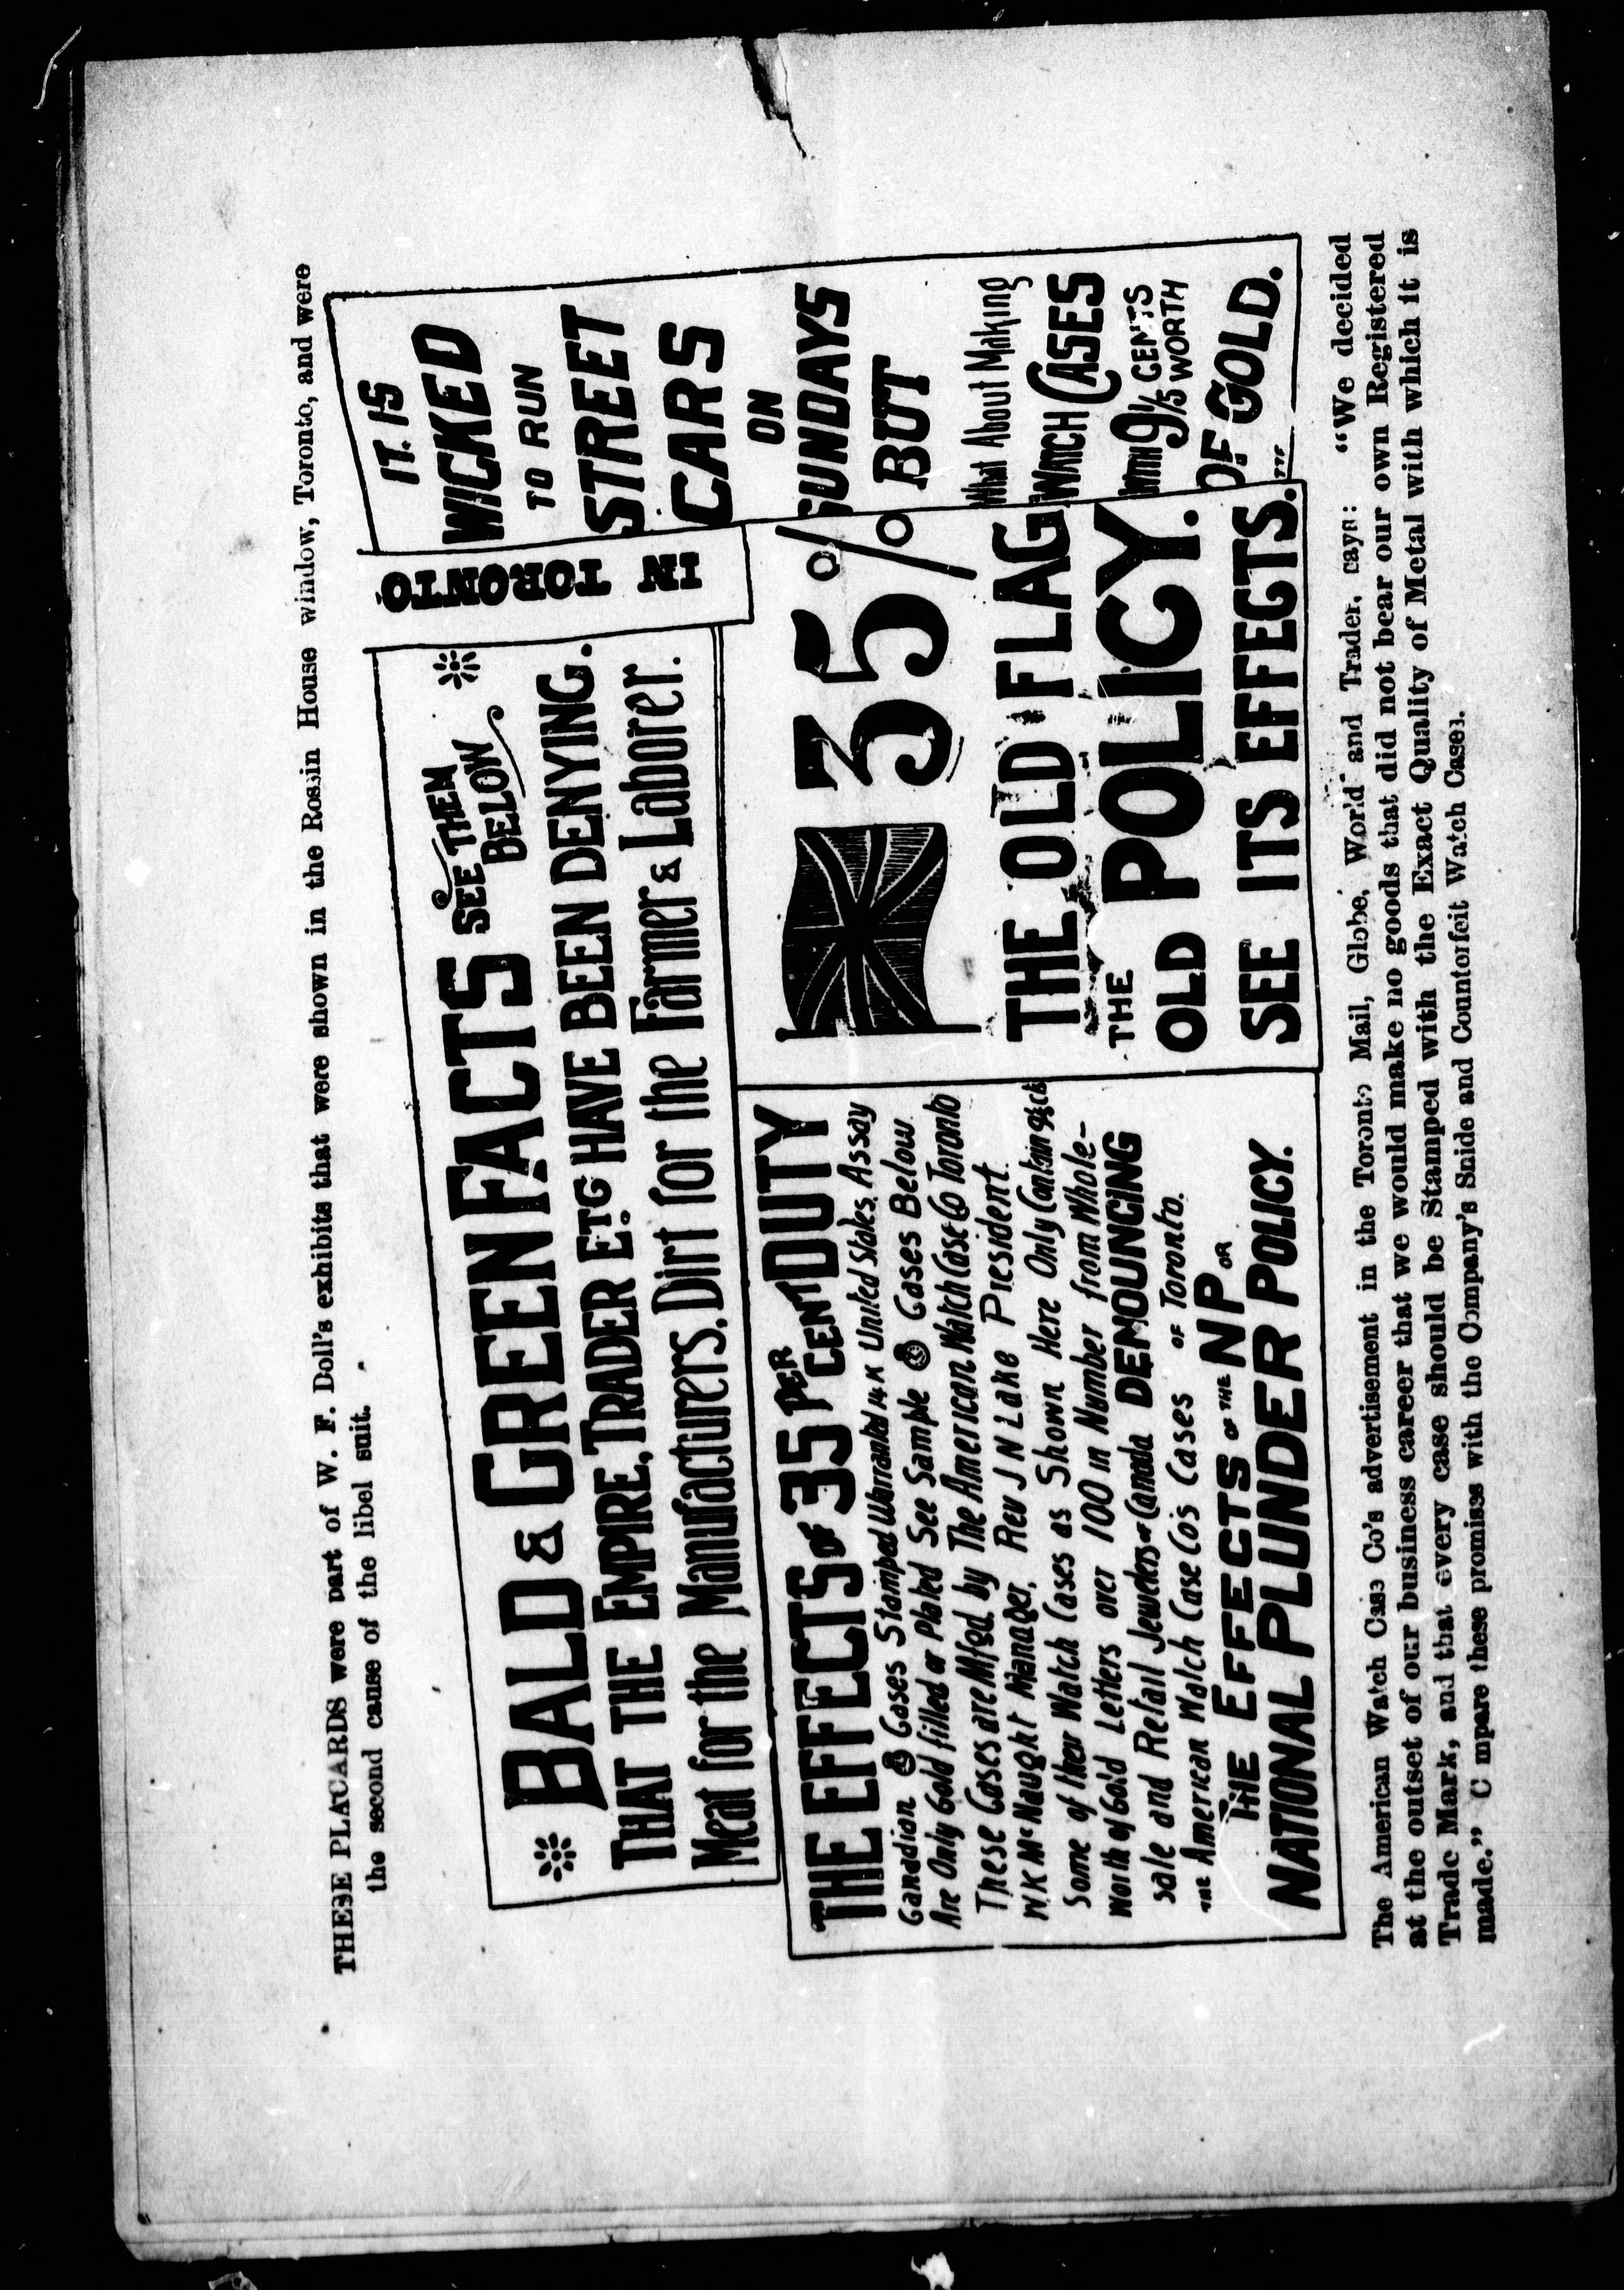 THESE PLACARDS were part of W. F. Doll's exhibits that were shown in the Rossin House window, Toronto, and were
the second cause of the libel suit.
BALD & GREEN FACTS SEE THEM
BELOW
THAT THE EMPIRE, TRADER ETC HAVE BEEN DENYING.
Meat for the Manufacturers, Dirt for the Farmer & Laborer.
IN TORONTO
IT IS
WICKED
TO RUN
STREET
CARS
ON
SUNDAYS
BUT
What About Making
WATCH CASES
WITH 9 1/5 CENTS
WORTH
OF GOLD.
THE EFFECTS OF 35 PER
CENT DUTY
Canadian Cases Stamped Warranted 14 K United States Assay
Are Only Gold filled or Plated See Sample Cases Below
These Cases are Mfgd. by The American Watch Case Co Toronto
W K McNaught Manager. Rev J N Lake President.
Some of their Watch Cases as Shown Here Only Contain 9 1/5 cts
worth of Gold Letters over 100 in Number from Whole-
sale and Retail Jewelers of Canada DEMOUNCING
THE American Watch Case Co's Cases OF Toronto.
THE EFFECTS OF THE NP OR
NATIONAL PLUNDER POLICY.
35%
THE OLD FLAG
THE
OLD POLICY.
SEE ITS EFFECTS.
The American Watch Case Co's advertisement in the Toronto Mail, Globe, World and Trader, says: "We decided
at the outset of our business career that we would make no goods that did not bear our own Registered
Trade Mark, and that every case should be Stamped with the Exact Quality of Metal with which it is
made." C mpare these promises with the Company's Snide and Counterfeit Watch Cases.